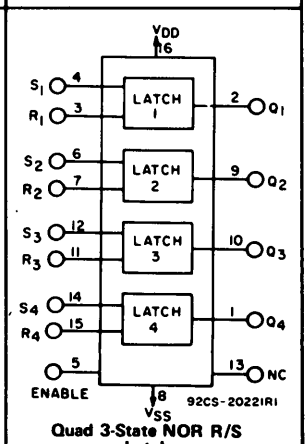 VDD
16
S1 4
R1 3
LATCH
1
2 Q1
S2 6
R2 7
LATCH
2
9 Q2
S3 12
R3 11
LATCH
3
10 Q3
S4 14
R4 15
LATCH
4
1 Q4
5
ENABLE
13 NC
8
VSS
92CS-20221R1
Quad 3-State NOR R/S